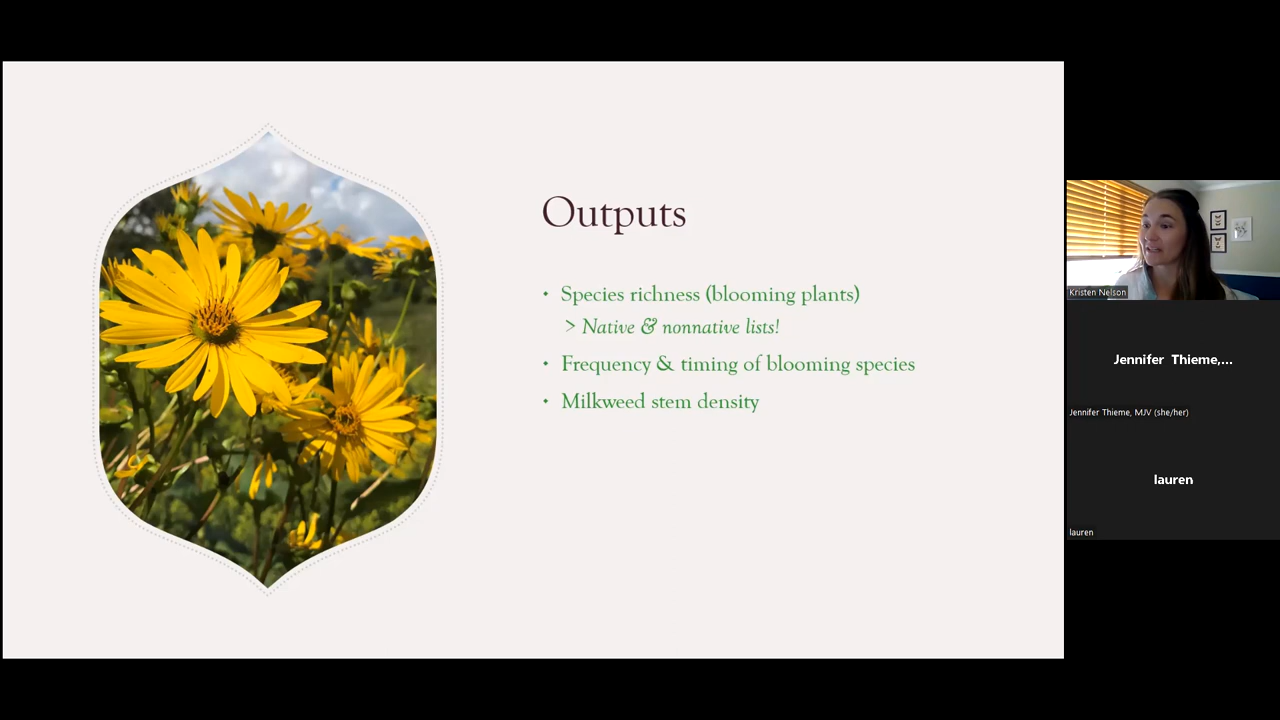 Outputs
• Species richness (blooming plants)
> Native & nonnative lists!
• Frequency & timing of blooming species
• Milkweed stem density
Kristen Nelson
Jennifer Thieme,...
Jennifer Thieme, MJV (she/her)
lauren
lauren